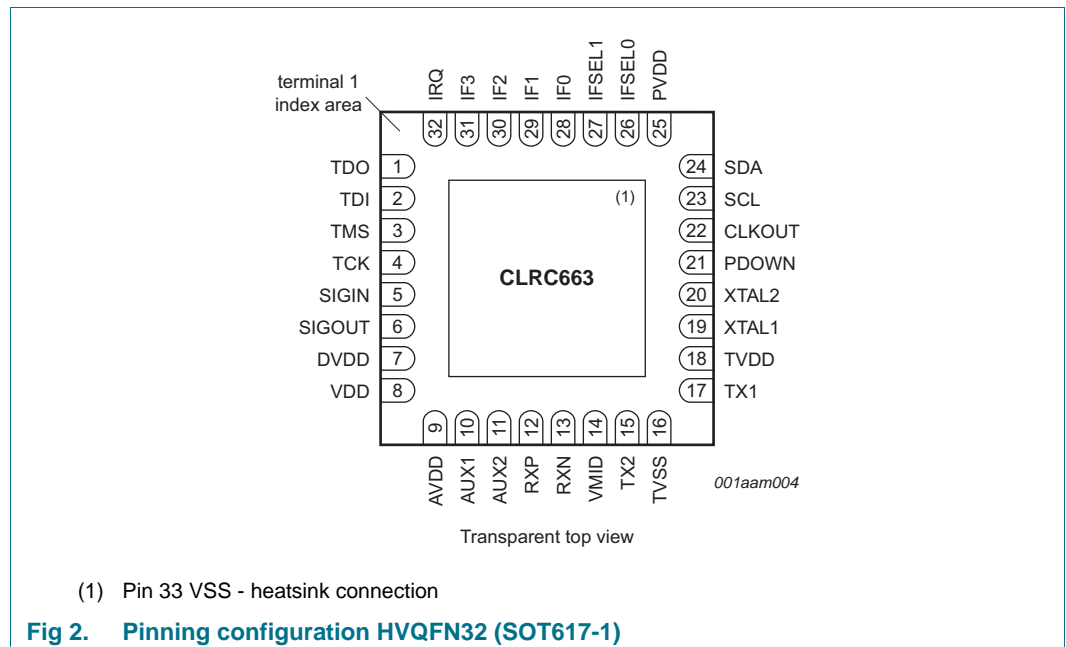 terminal 1
index area
IRQ
IF3
IF2
IF1
IF0
IFSEL1
IFSEL0
PVDD
32
31
30
29
28
27
26
25
TDO 1
TDI 2
TMS 3
TCK 4
SIGIN 5
SIGOUT 6
DVDD 7
VDD 8
(1)
CLRC663
24 SDA
23 SCL
22 CLKOUT
21 PDOWN
20 XTAL2
19 XTAL1
18 TVDD
17 TX1
9
10
11
12
13
14
15
16
AVDD
AUX1
AUX2
RXP
RXN
VMID
TX2
TVSS
001aam004
Transparent top view
(1) Pin 33 VSS - heatsink connection
Fig 2. Pinning configuration HVQFN32 (SOT617-1)